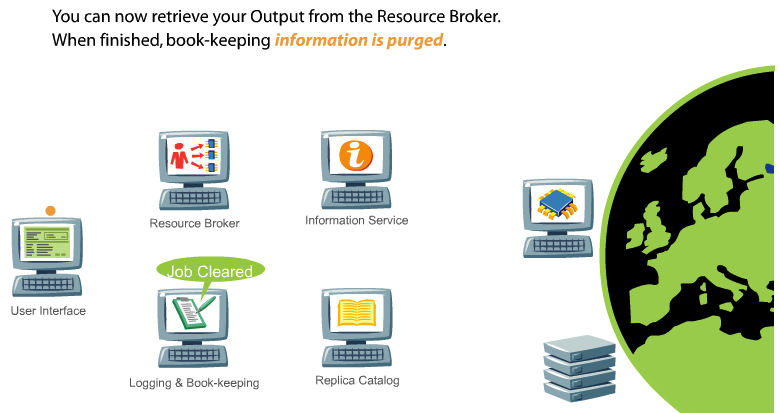 You can now retrieve your Output from the Resource Broker.
When finished, book-keeping information is purged.
Resource Broker
Information Service
User Interface
Job Cleared
Logging & Book-keeping
Replica Catalog